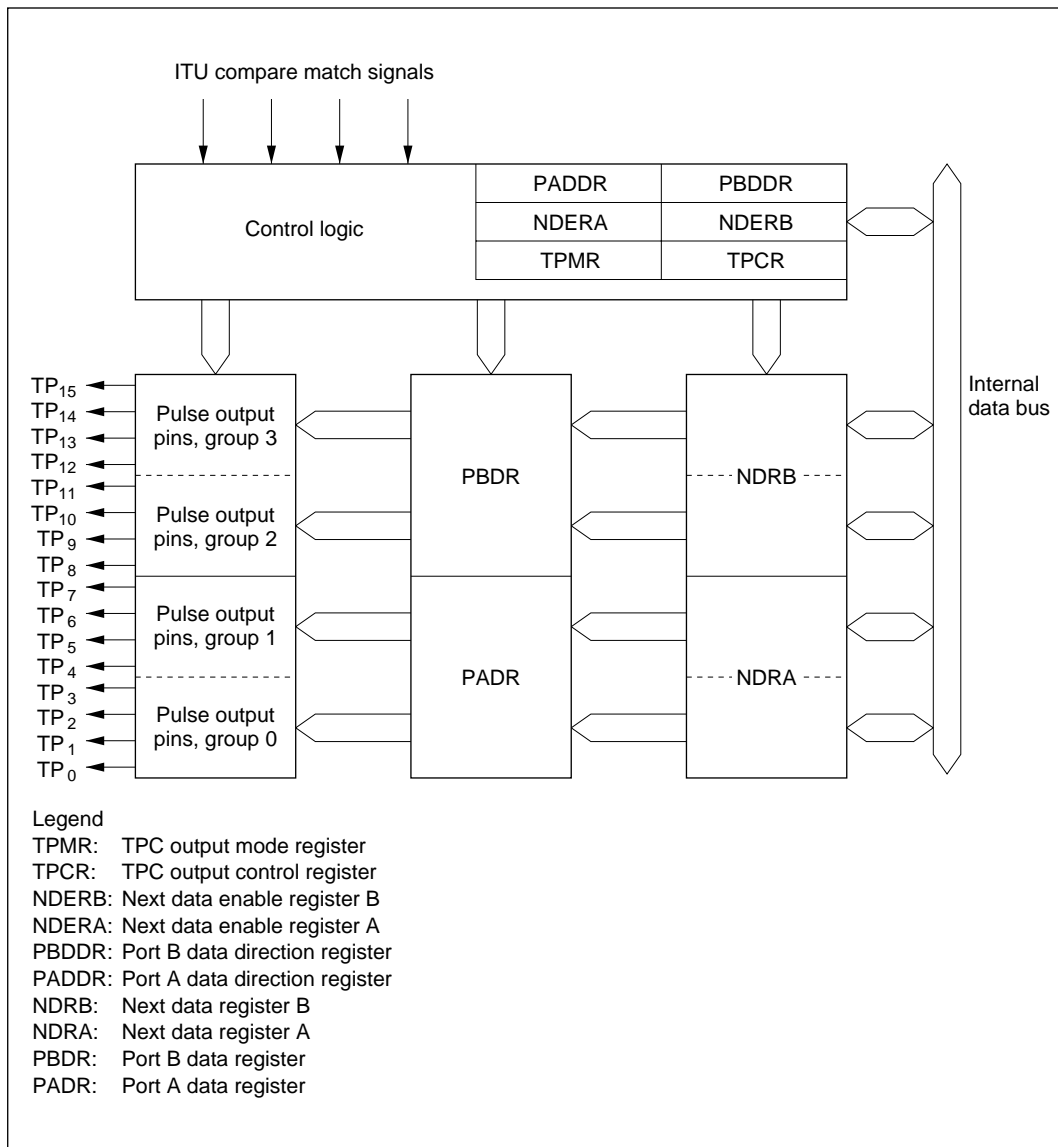 ITU compare match signals
Control logic
PADDR
PBDDR
NDERA
NDERB
TPMR
TPCR
Internal
data bus
TP15
TP14
TP13
TP12
TP11
TP10
TP9
TP8
TP7
TP6
TP5
TP4
TP3
TP2
TP1
TP0
Pulse output
pins, group 3
Pulse output
pins, group 2
Pulse output
pins, group 1
Pulse output
pins, group 0
PBDR
PADR
NDRB
NDRA
Legend
TPMR: TPC output mode register
TPCR: TPC output control register
NDERB: Next data enable register B
NDERA: Next data enable register A
PBDDR: Port B data direction register
PADDR: Port A data direction register
NDRB: Next data register B
NDRA: Next data register A
PBDR: Port B data register
PADR: Port A data register